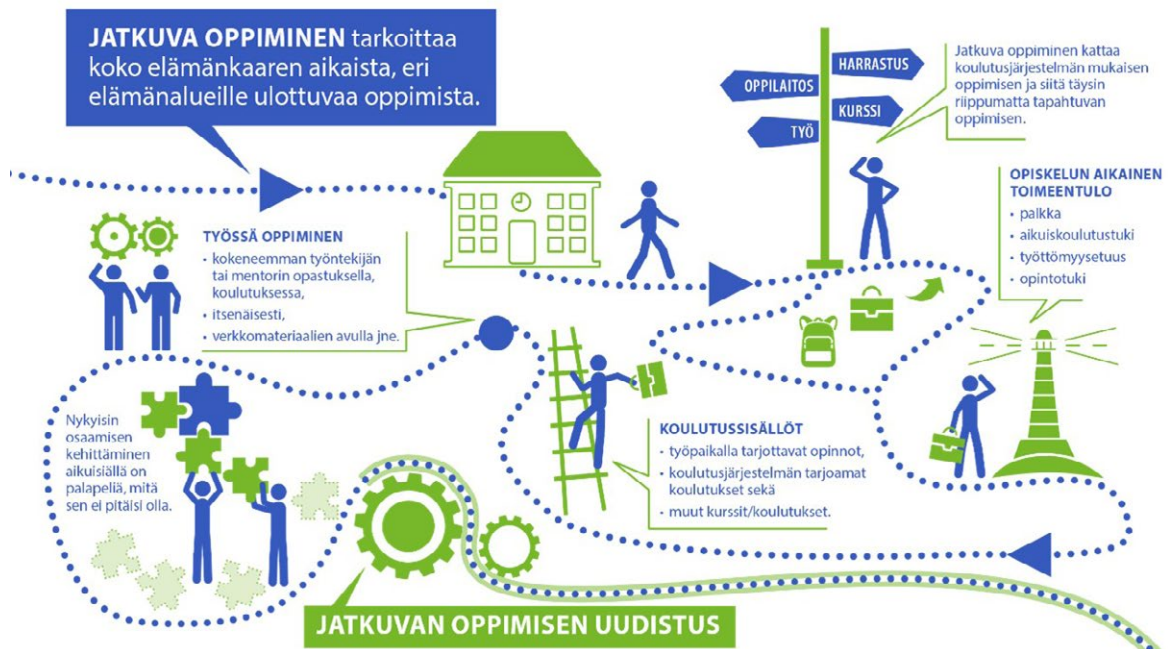 JATKUVA OPPIMINEN tarkoittaa
koko elämänkaaren aikaista, eri
elämänalueille ulottuvaa oppimista.
HARRASTUS
OPPILAITOS
KURSSI
TYÖ
Jatkuva oppiminen kattaa
koulutusjärjestelmän mukaisen
oppimisen ja siitä täysin
riippumatta tapahtuvan
oppimisen.
OPISKELUN AIKAINEN
TOIMEENTULO
• palkka
• aikuiskoulutustuki
• työttömyysetuus
• opintotuki
TYÖSSÄ OPPIMINEN
• kokeneemman työntekijän
tai mentorin opastuksella,
koulutuksessa,
• itsenäisesti,
• verkkomateriaalien avulla jne.
Nykyisin
osaamisen
kehittäminen
aikuisiällä on
palapeliä, mitä
sen ei pitäisi olla.
KOULUTUSSISÄLLÖT
• työpaikalla tarjottavat opinnot,
• koulutusjärjestelmän tarjoamat
koulutukset sekä
• muut kurssit/koulutukset.
JATKUVAN OPPIMISEN UUDISTUS